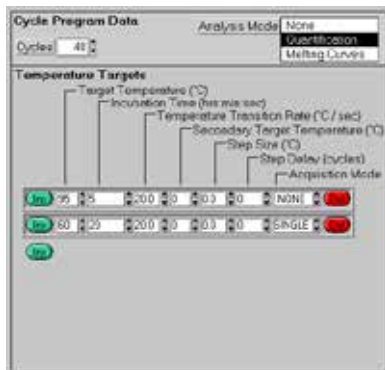 Cycle Program Data
Analysis Mode None
Quantification
Melting Curves
Cycles 40
Temperature Targets
Target Temperature (°C)
Incubation Time (hrs:min:sec)
Temperature Transition Rate (°C / sec)
Secondary Target Temperature (°C)
Step Size (°C)
Step Delay (cycles)
Acquisition Mode
Ins 95 5 20.0 0 0.0 0 NONE
Ins 60 20 20.0 0 0.0 0 SINGLE
Ins